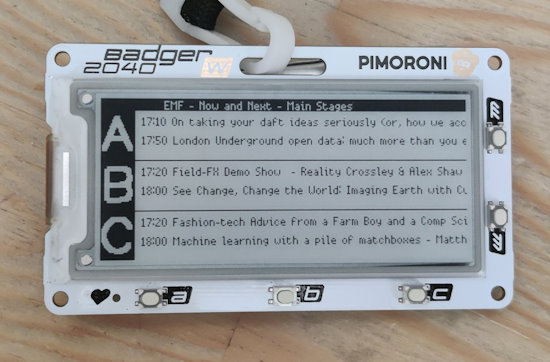 Badger
2040 W
PIMORONI
EMF - Now and Next - Main Stages
A
17:10 On taking your daft ideas seriously (or, how we acc
17:50 London Underground open data: much more than you e
B
17:20 Field-FX Demo Show - Reality Crossley & Alex Shaw
18:00 See Change, Change the World: Imaging Earth with Cu
C
17:20 Fashion-tech Advice from a Farm Boy and a Comp Sci
18:00 Machine learning with a pile of matchboxes - Matth
a
b
c